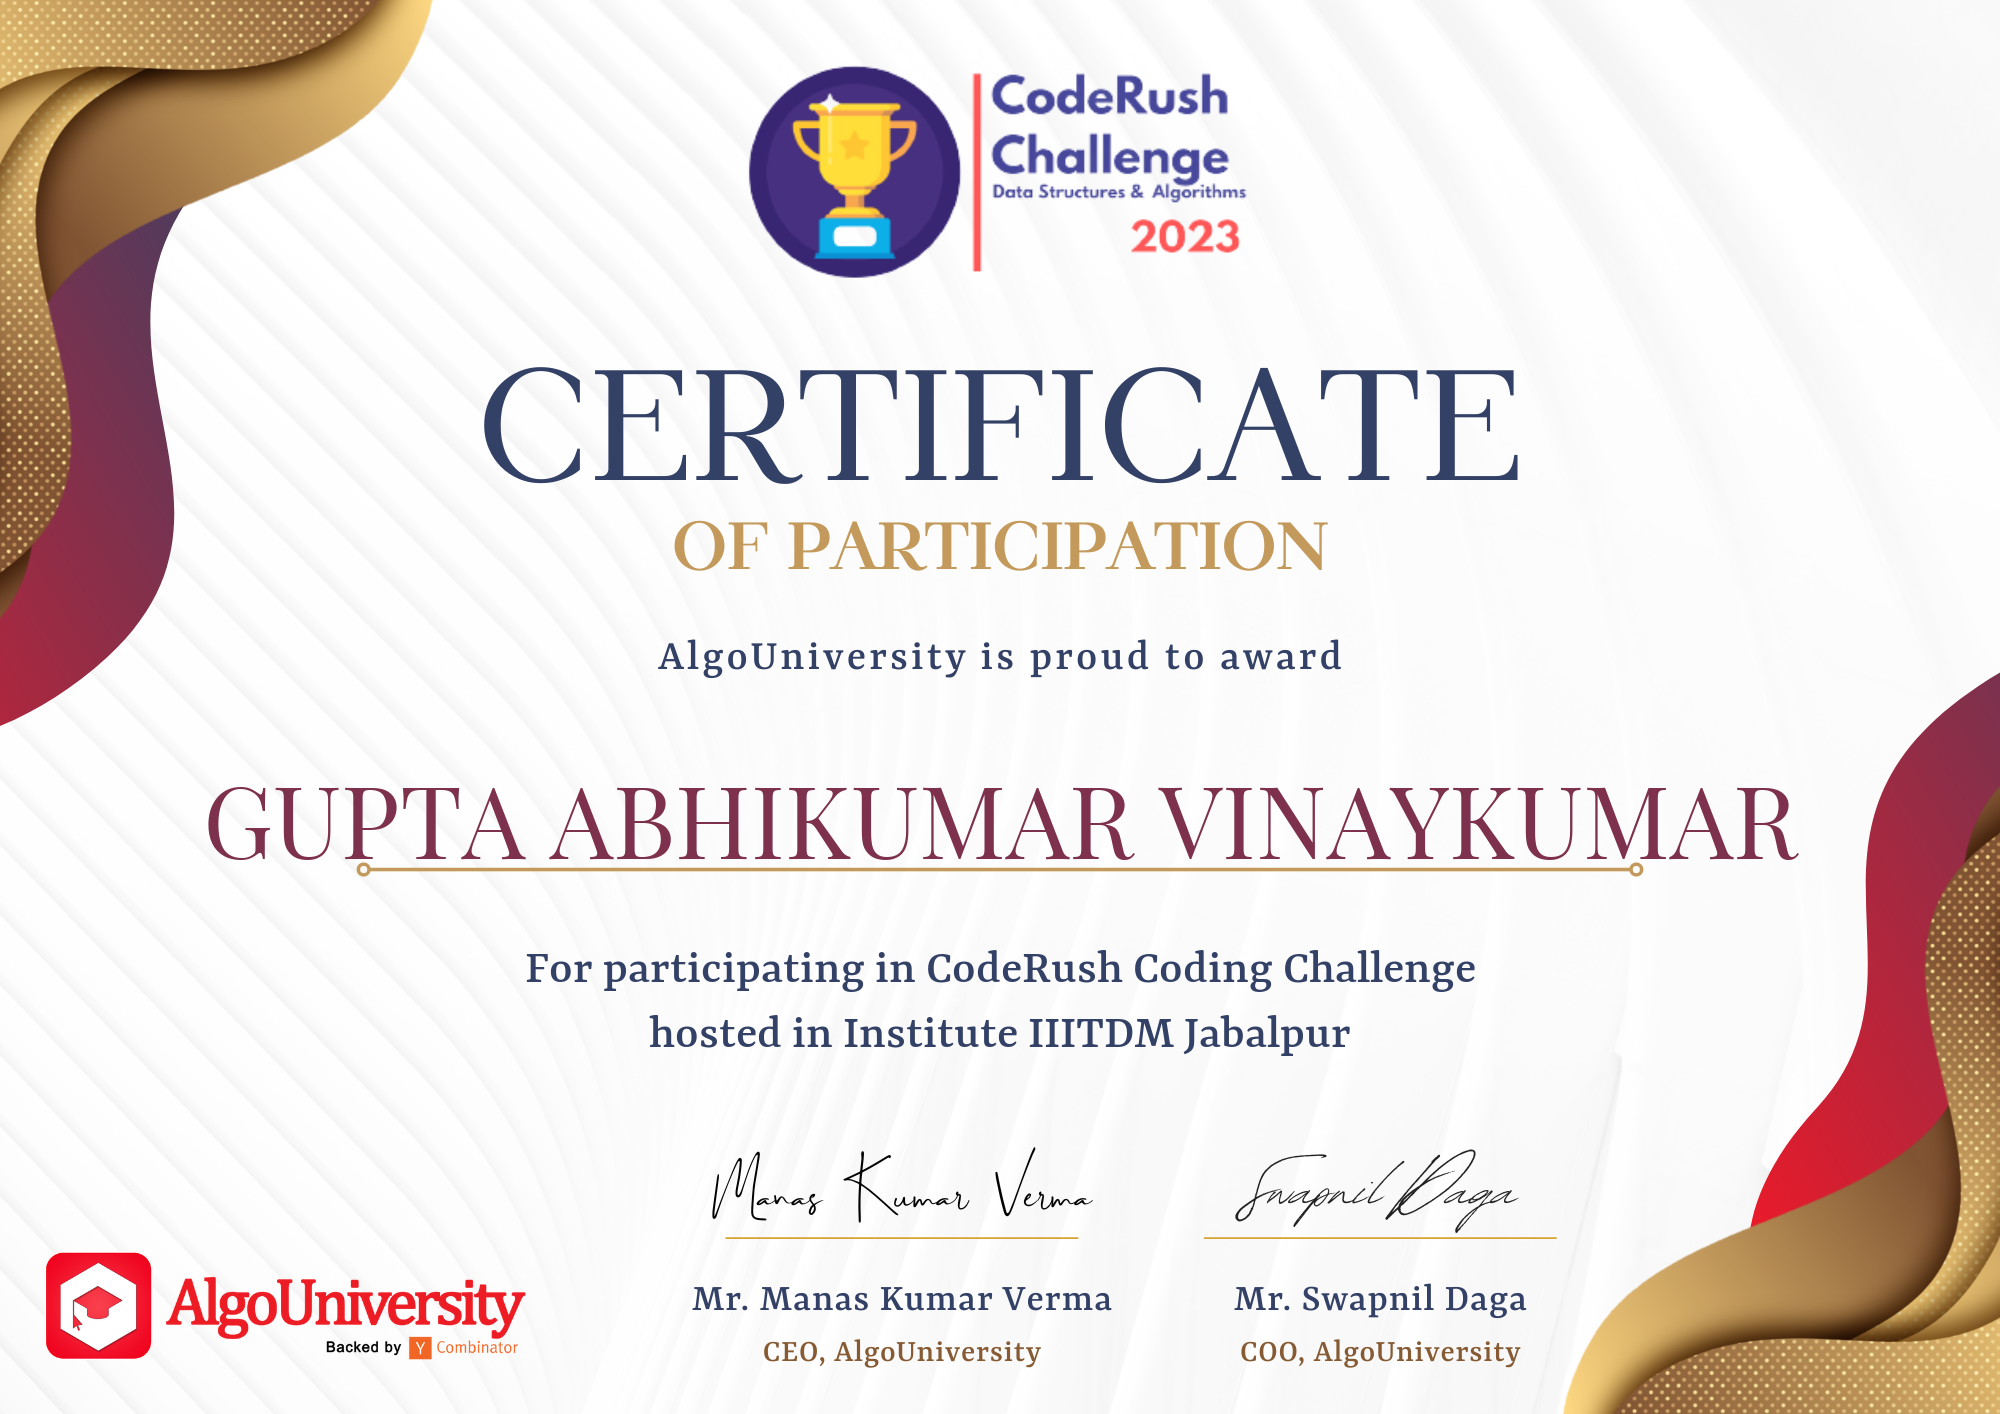 CodeRush
Challenge
Data Structures & Algorithms
2023
CERTIFICATE
OF PARTICIPATION
AlgoUniversity is proud to award
GUPTA ABHIKUMAR VINAYKUMAR
For participating in CodeRush Coding Challenge
hosted in Institute IIITDM Jabalpur
Manas Kumar Verma
Swapnil Daga
Mr. Manas Kumar Verma
Mr. Swapnil Daga
CEO, AlgoUniversity
COO, AlgoUniversity
AlgoUniversity
Backed by Y Combinator